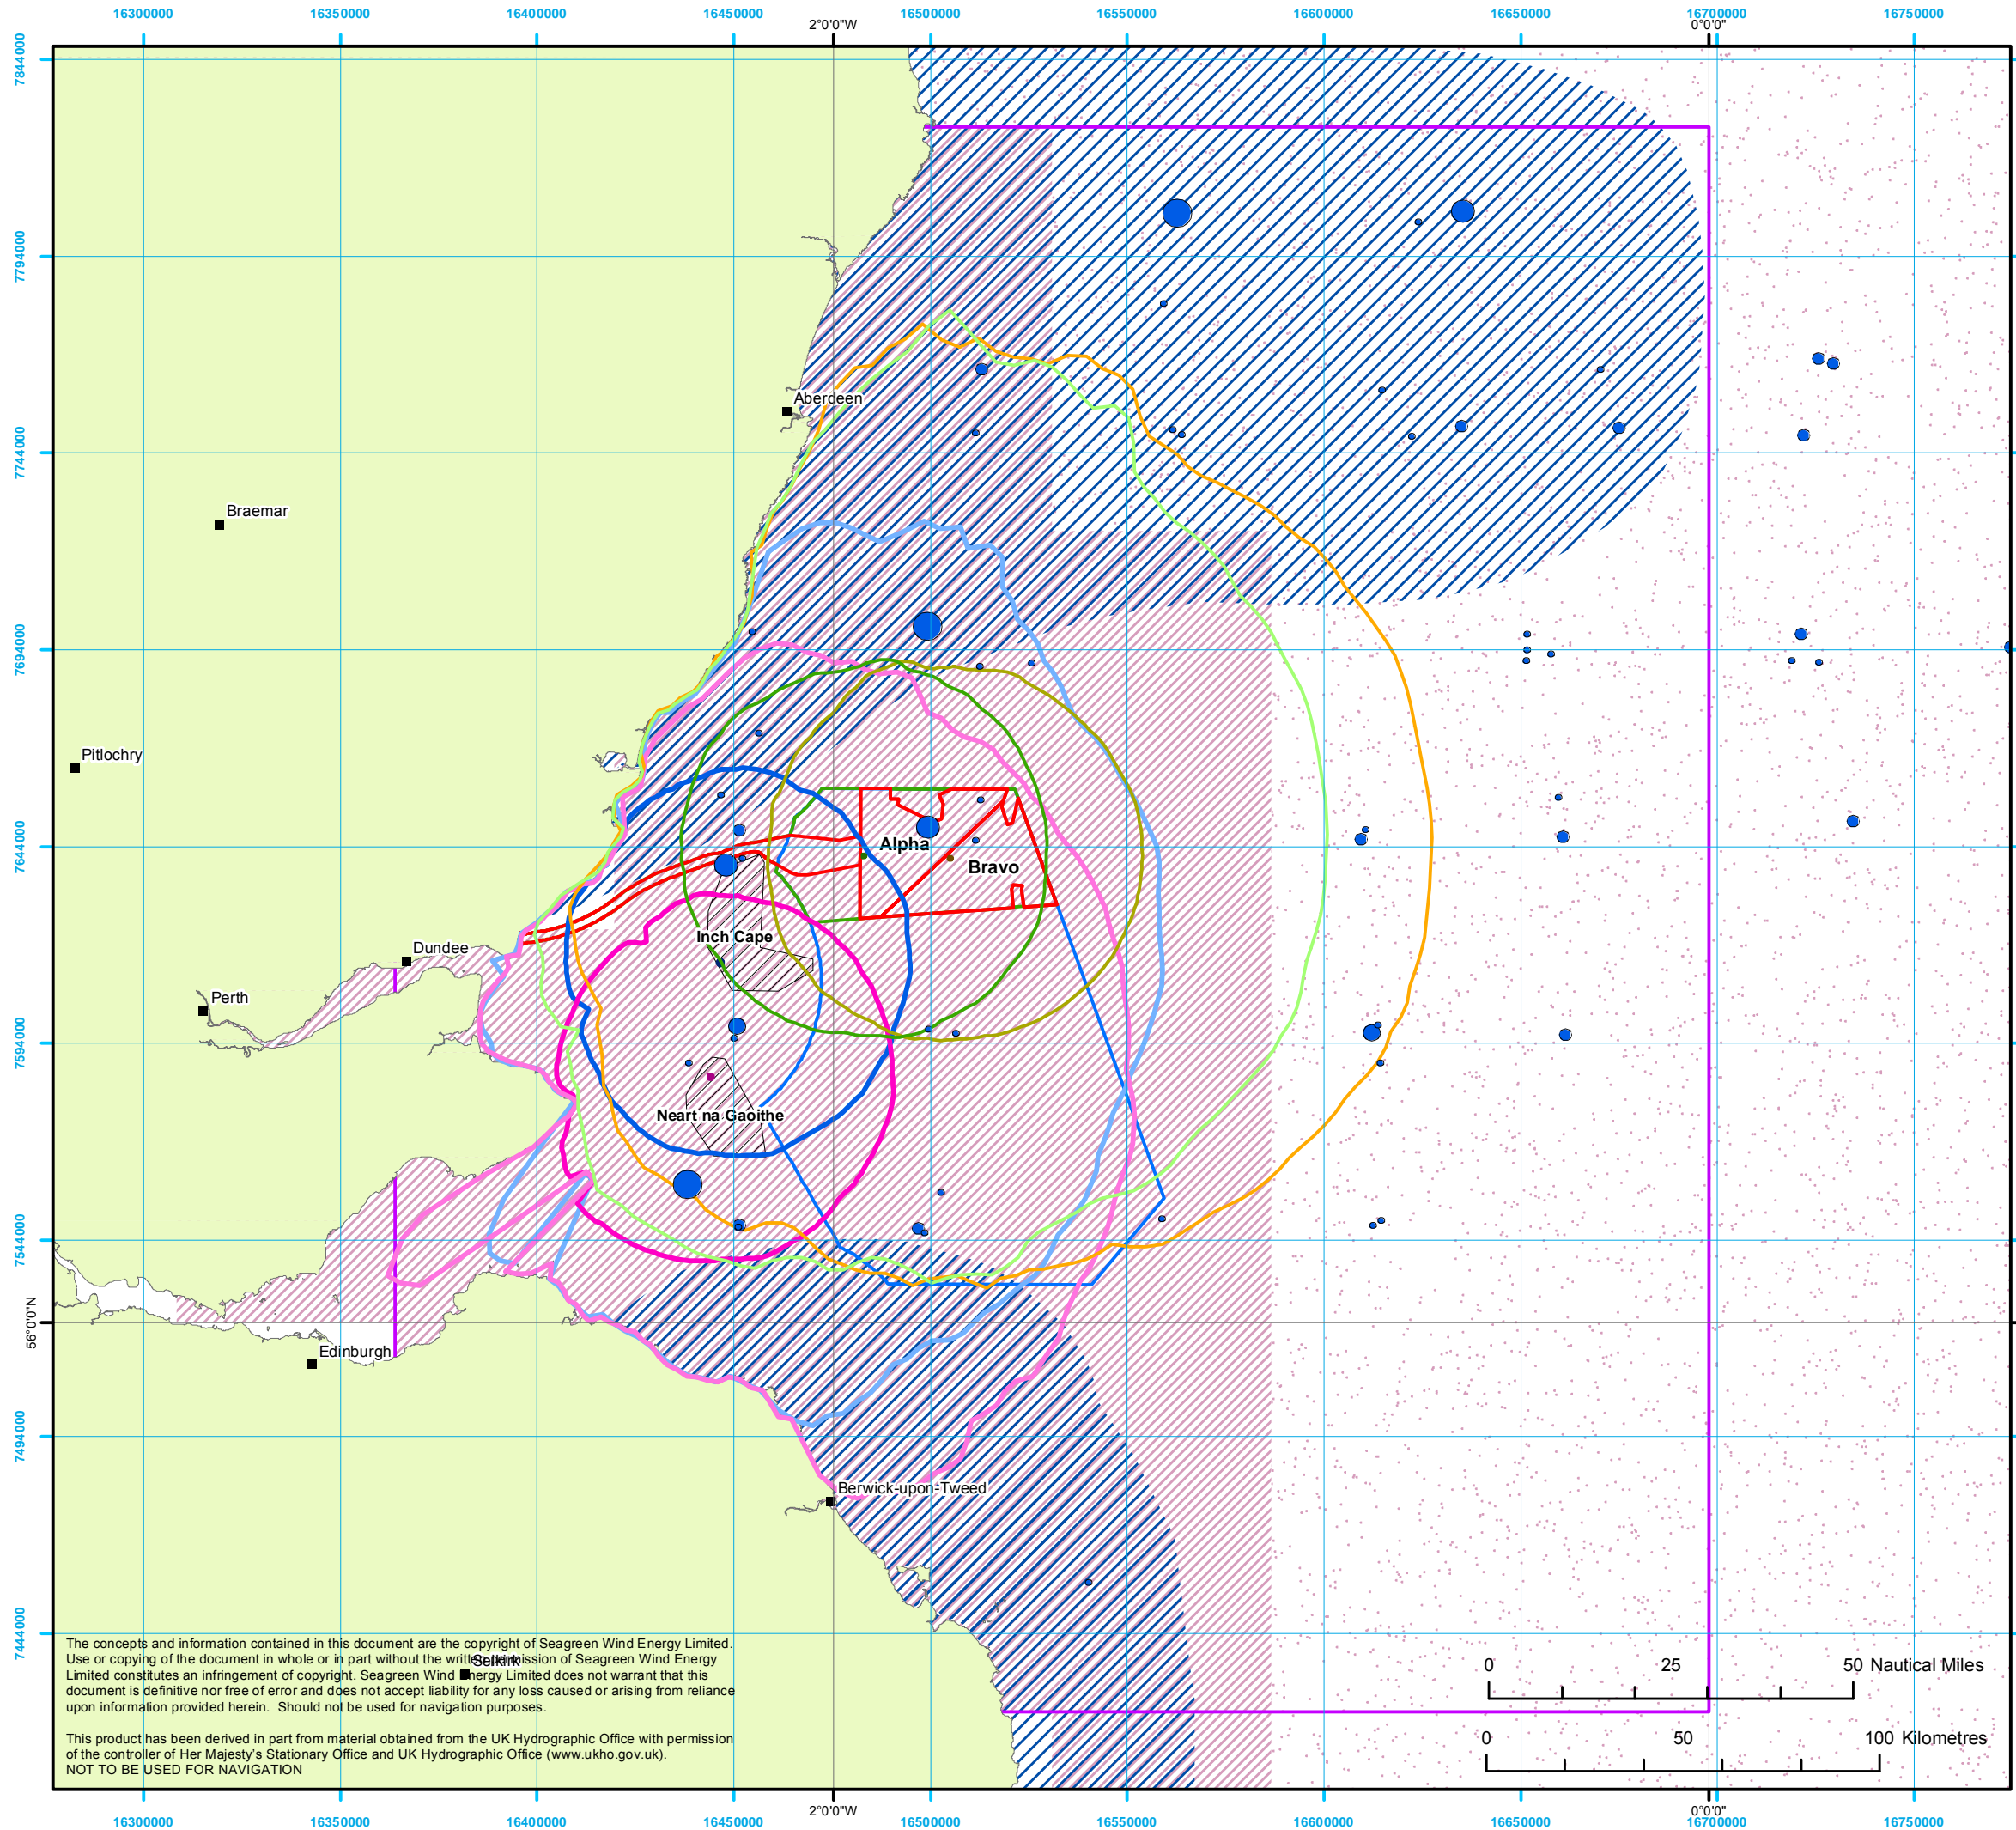 16300000 16350000 16400000 16450000 16500000 16550000 16600000 16650000 16700000 16750000
2°0'0"W 0°0'0"
7844000
7794000
7744000
7694000
7644000
7594000
7544000
56°0'0"N
7494000
7444000
Aberdeen
Braemar
Pitlochry
Alpha
Bravo
Inch Cape
Dundee
Perth
Neart na Gaoithe
Edinburgh
Berwick-upon-Tweed
Selkirk
The concepts and information contained in this document are the copyright of Seagreen Wind Energy Limited.
Use or copying of the document in whole or in part without the written permission of Seagreen Wind Energy
Limited constitutes an infringement of copyright. Seagreen Wind Energy Limited does not warrant that this
document is definitive nor free of error and does not accept liability for any loss caused or arising from reliance
upon information provided herein. Should not be used for navigation purposes.
This product has been derived in part from material obtained from the UK Hydrographic Office with permission
of the controller of Her Majesty's Stationary Office and UK Hydrographic Office (www.ukho.gov.uk).
NOT TO BE USED FOR NAVIGATION
0 25 50 Nautical Miles
0 50 100 Kilometres
2°0'0"W 0°0'0"
16300000 16350000 16400000 16450000 16500000 16550000 16600000 16650000 16700000 16750000